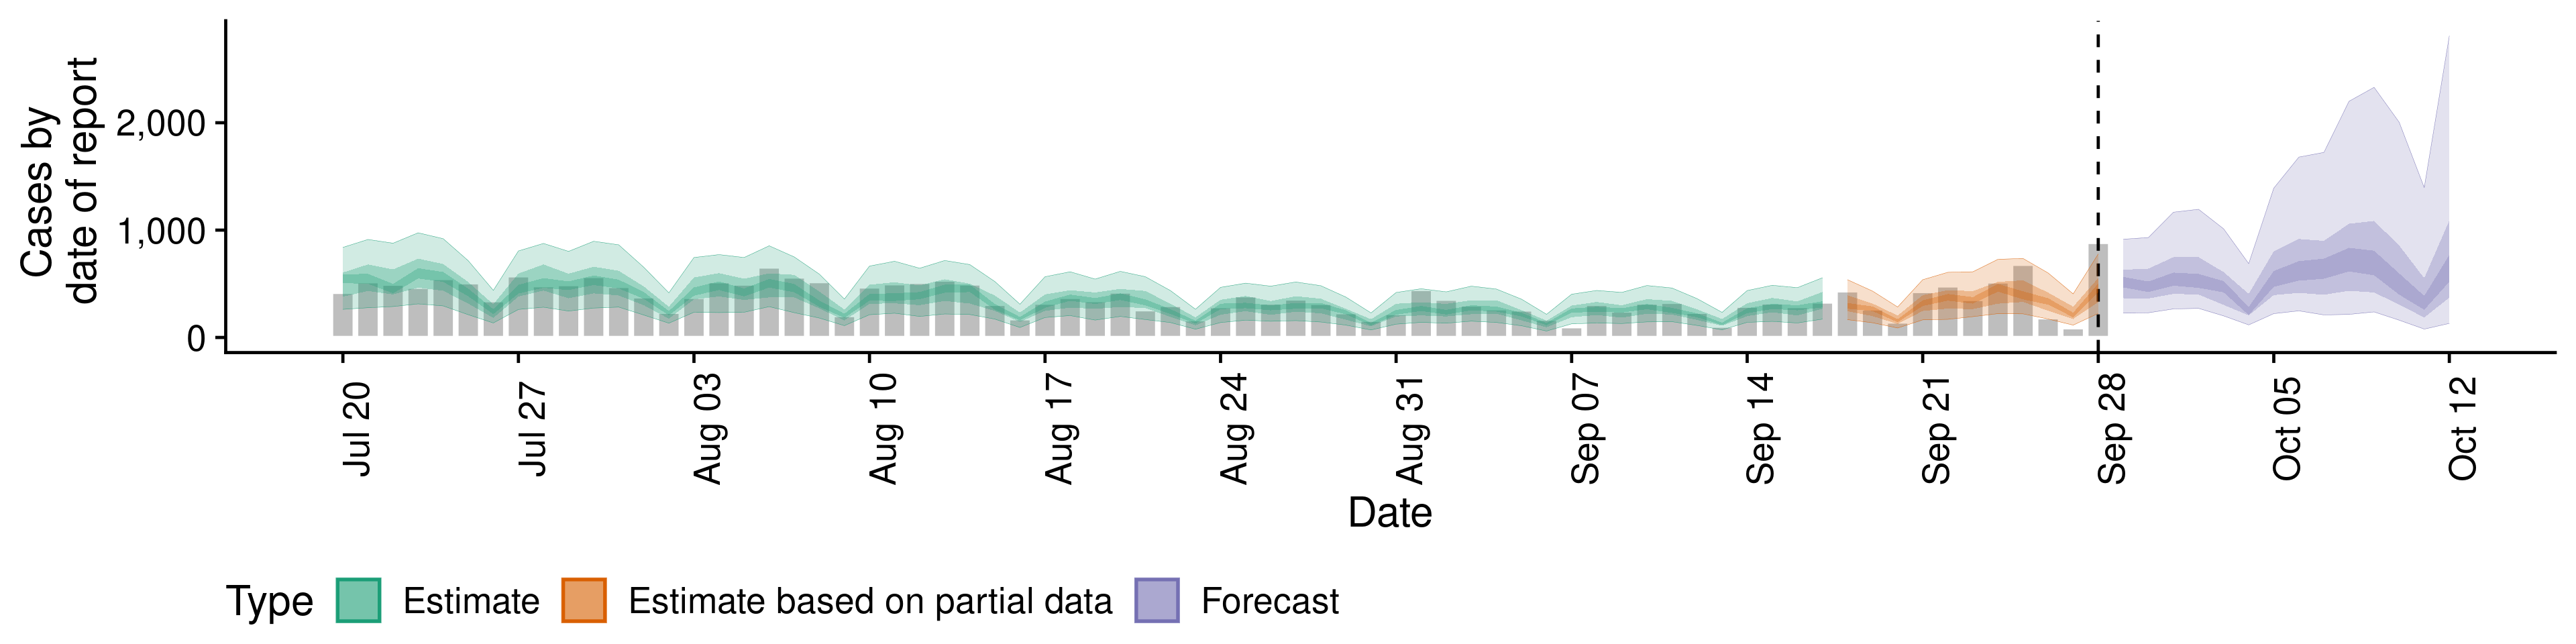 Cases by
date of report
2,000
1,000
0
Jul 20
Jul 27
Aug 03
Aug 10
Aug 17
Aug 24
Aug 31
Sep 07
Sep 14
Sep 21
Sep 28
Oct 05
Oct 12
Date
Type Estimate Estimate based on partial data Forecast